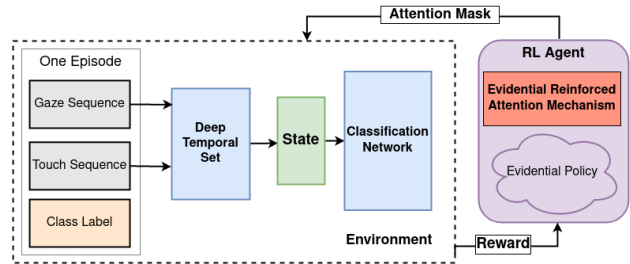 Attention Mask
One Episode
Gaze Sequence
Touch Sequence
Class Label
Deep
Temporal
Set
State
Classification
Network
Environment
RL Agent
Evidential Reinforced
Attention Mechanism
Evidential Policy
Reward